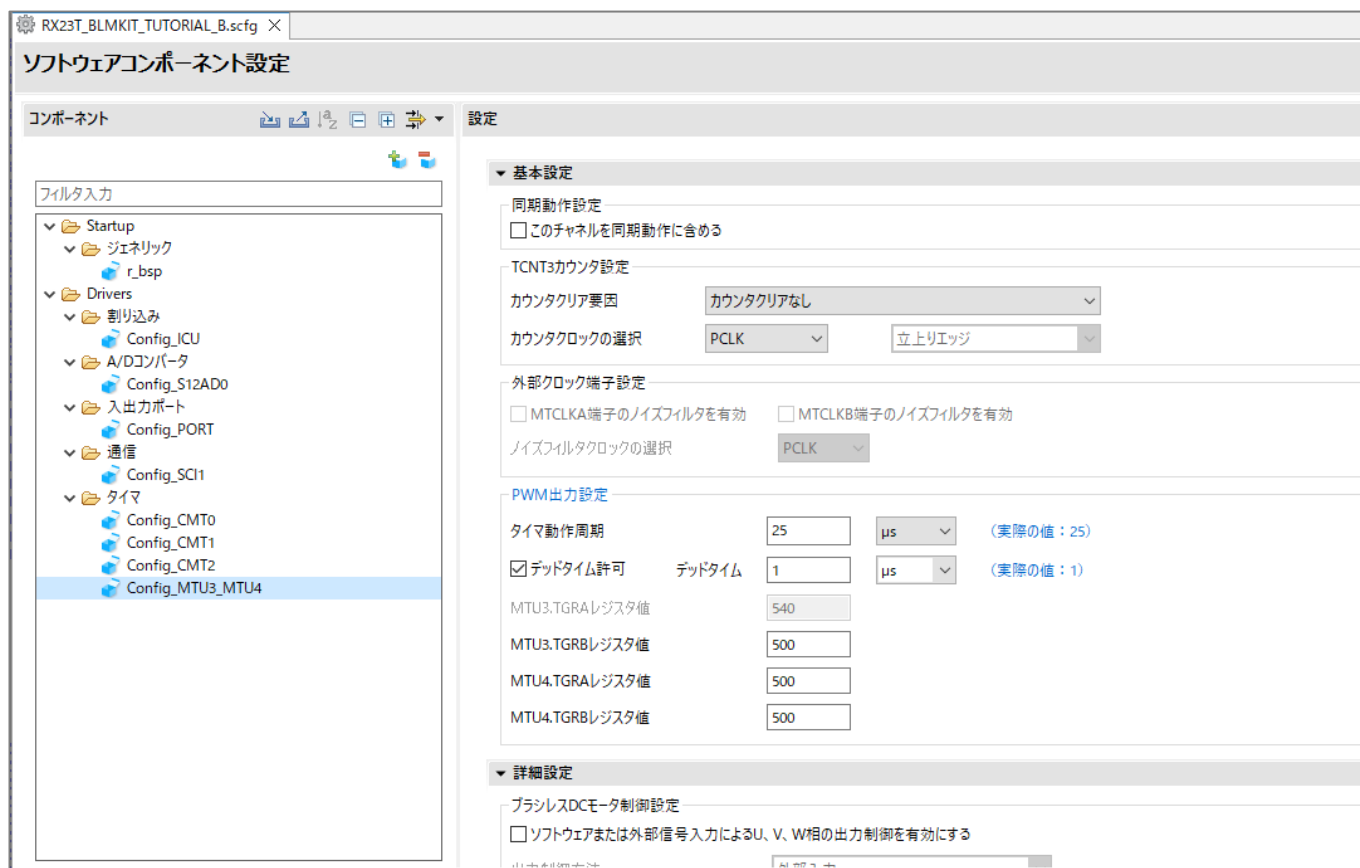 RX23T_BLMKIT_TUTORIAL_B.scfg
ソフトウェアコンポーネント設定
コンポーネント
設定
フィルタ入力
Startup
ジェネリック
r_bsp
Drivers
割り込み
Config_ICU
A/Dコンバータ
Config_S12AD0
入出力ポート
Config_PORT
通信
Config_SCI1
タイマ
Config_CMT0
Config_CMT1
Config_CMT2
Config_MTU3_MTU4
基本設定
同期動作設定
このチャネルを同期動作に含める
TCNT3カウンタ設定
カウンタクリア要因 カウンタクリアなし
カウンタクロックの選択 PCLK 立上りエッジ
外部クロック端子設定
MTCLKA端子のノイズフィルタを有効 MTCLKB端子のノイズフィルタを有効
ノイズフィルタクロックの選択 PCLK
PWM出力設定
タイマ動作周期 25 μs (実際の値：25)
デッドタイム許可 デッドタイム 1 μs (実際の値：1)
MTU3.TGRAレジスタ値 540
MTU3.TGRBレジスタ値 500
MTU4.TGRAレジスタ値 500
MTU4.TGRBレジスタ値 500
詳細設定
ブラシレスDCモータ制御設定
ソフトウェアまたは外部信号入力によるU、V、W相の出力制御を有効にする
出力制御方法 外部入力